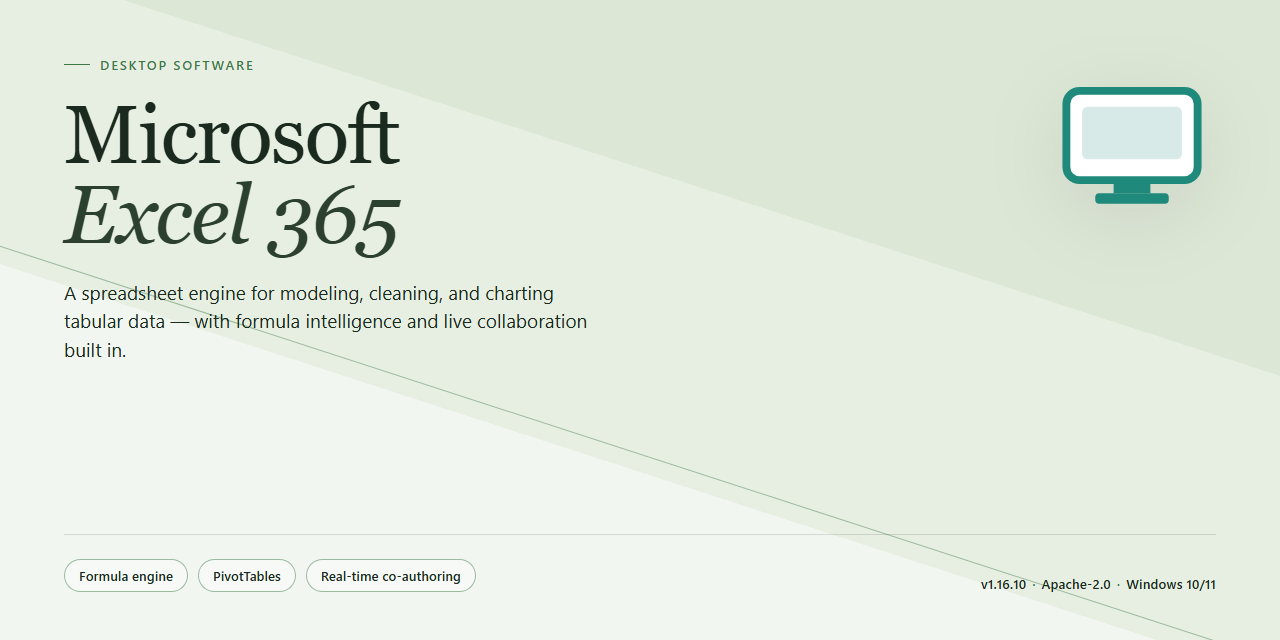 DESKTOP SOFTWARE
Microsoft
Excel 365
A spreadsheet engine for modeling, cleaning, and charting
tabular data — with formula intelligence and live collaboration
built in.
Formula engine
PivotTables
Real-time co-authoring
v1.16.10 · Apache-2.0 · Windows 10/11